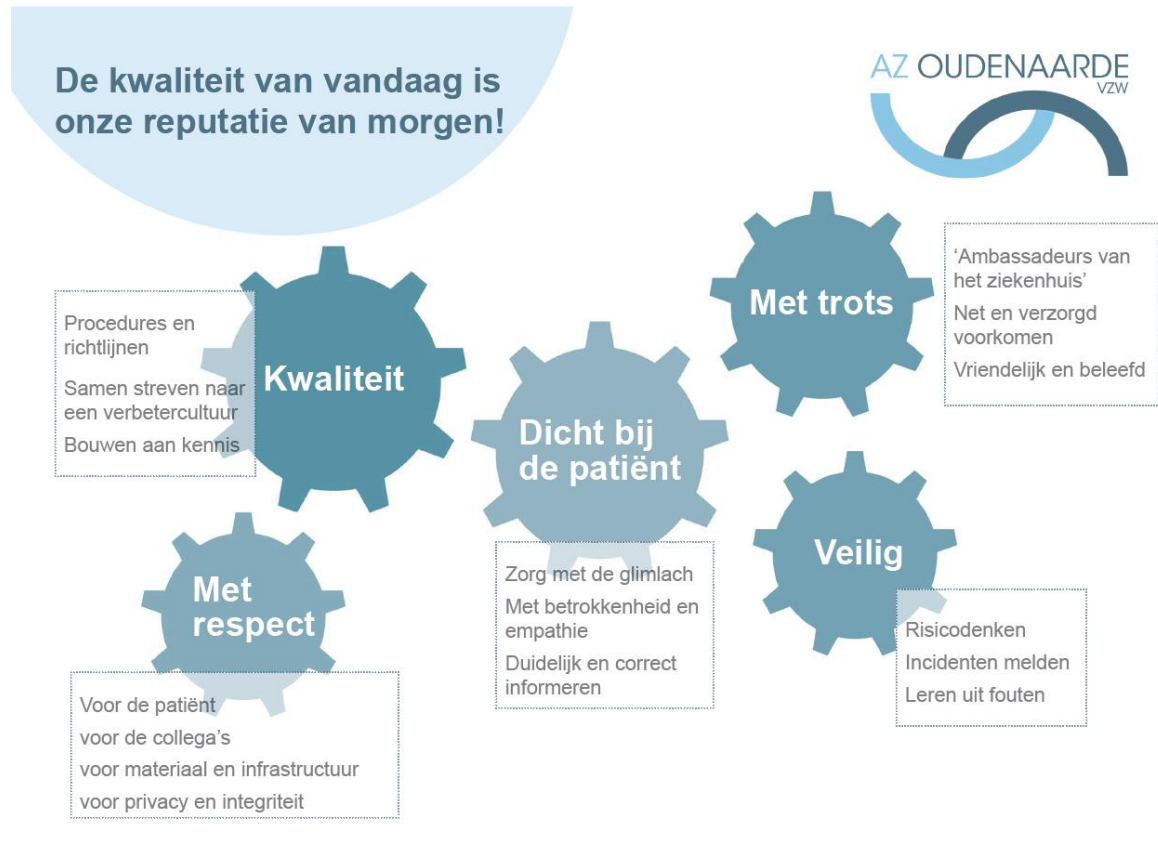 De kwaliteit van vandaag is
onze reputatie van morgen!
AZ OUDENAARDE
VZW
Kwaliteit
Procedures en
richtlijnen
Samen streven naar
een verbetercultuur
Bouwen aan kennis
Met trots
‘Ambassadeurs van
het ziekenhuis’
Net en verzorgd
voorkomen
Vriendelijk en beleefd
Dicht bij
de patiënt
Zorg met de glimlach
Met betrokkenheid en
empathie
Duidelijk en correct
informeren
Veilig
Risicodenken
Incidenten melden
Leren uit fouten
Met
respect
Voor de patiënt
voor de collega’s
voor materiaal en infrastructuur
voor privacy en integriteit